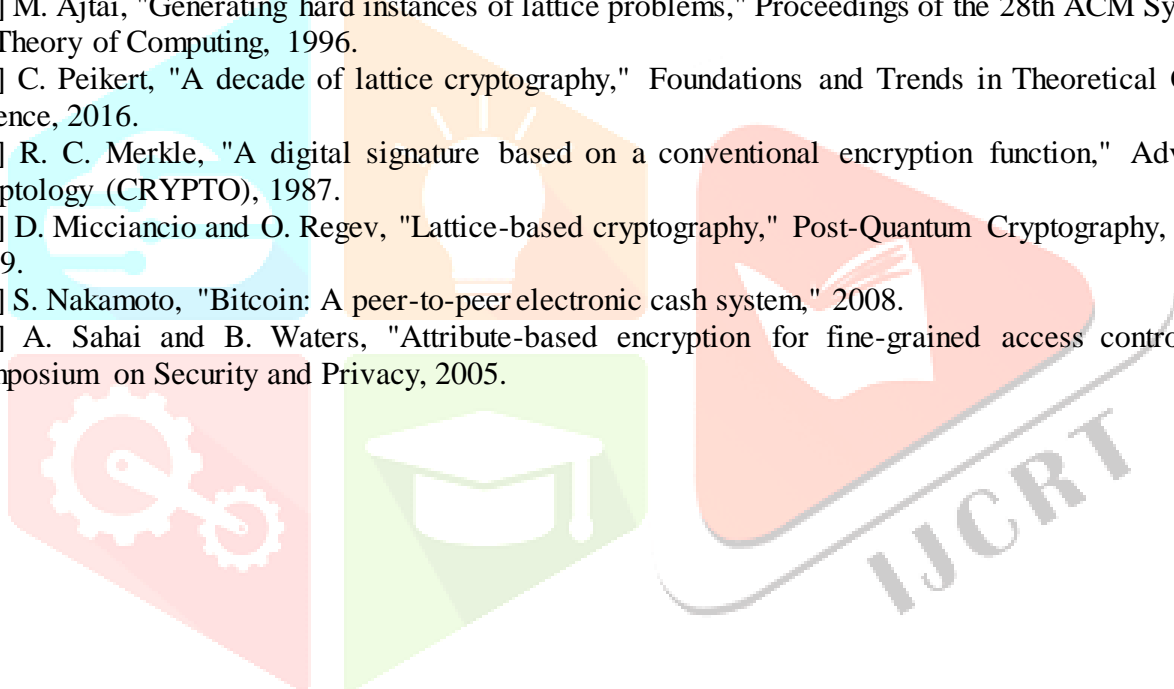 ] M. Ajtai, "Generating hard instances of lattice problems," Proceedings of the 28th ACM Sy
Theory of Computing, 1996.
] C. Peikert, "A decade of lattice cryptography," Foundations and Trends in Theoretical
ence, 2016.
] R. C. Merkle, "A digital signature based on a conventional encryption function," Adv
ptology (CRYPTO), 1987.
] D. Micciancio and O. Regev, "Lattice-based cryptography," Post-Quantum Cryptography,
9.
] S. Nakamoto, "Bitcoin: A peer-to-peer electronic cash system," 2008.
] A. Sahai and B. Waters, "Attribute-based encryption for fine-grained access contro
mposium on Security and Privacy, 2005.
IJCRT